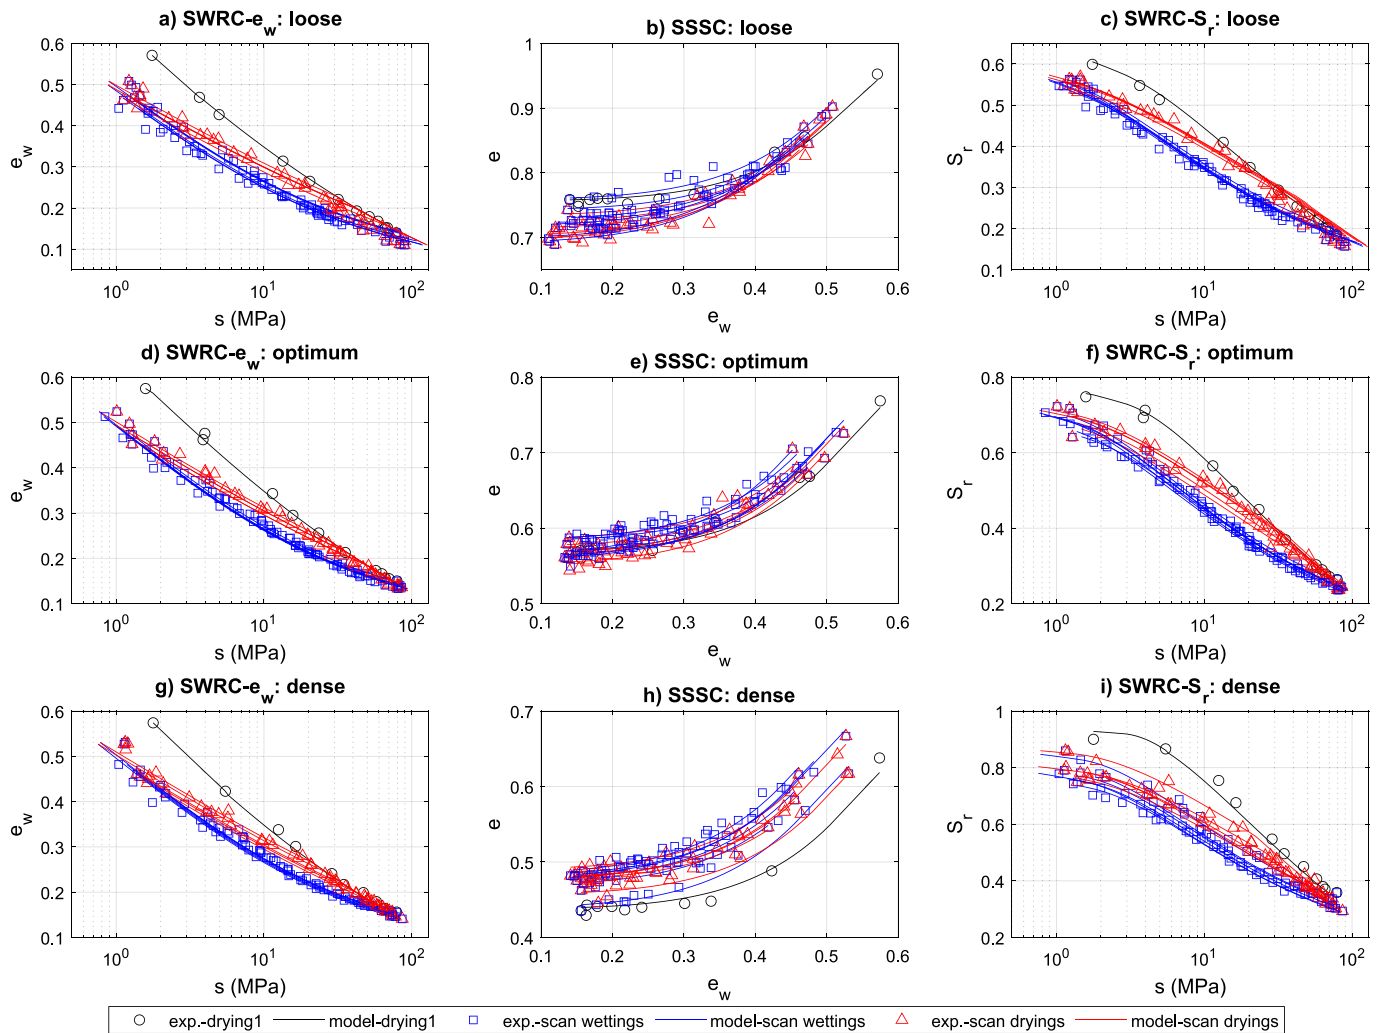 a) SWRC-e_w: loose
b) SSSC: loose
c) SWRC-S_r: loose
0.6
0.5
0.4
0.3
0.2
0.1
e_w
10^0
10^1
10^2
s (MPa)
1
0.9
0.8
0.7
0.6
e
0.1
0.2
0.3
0.4
0.5
0.6
e_w
0.6
0.5
0.4
0.3
0.2
0.1
S_r
10^0
10^1
10^2
s (MPa)
d) SWRC-e_w: optimum
e) SSSC: optimum
f) SWRC-S_r: optimum
0.6
0.5
0.4
0.3
0.2
0.1
e_w
10^0
10^1
10^2
s (MPa)
0.8
0.7
0.6
0.5
e
0.1
0.2
0.3
0.4
0.5
0.6
e_w
0.8
0.6
0.4
0.2
S_r
10^0
10^1
10^2
s (MPa)
g) SWRC-e_w: dense
h) SSSC: dense
i) SWRC-S_r: dense
0.6
0.5
0.4
0.3
0.2
0.1
e_w
10^0
10^1
10^2
s (MPa)
0.7
0.6
0.5
0.4
e
0.1
0.2
0.3
0.4
0.5
0.6
e_w
1
0.8
0.6
0.4
0.2
S_r
10^0
10^1
10^2
s (MPa)
exp.-drying1 model-drying1 exp.-scan wettings model-scan wettings exp.-scan dryings model-scan dryings